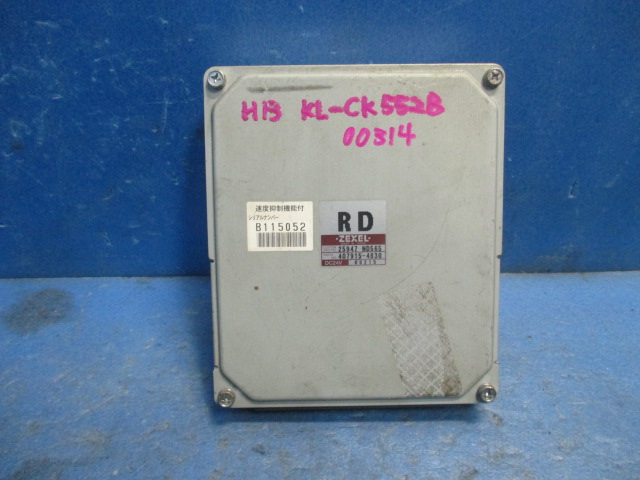 H13 KL-CK552B
00314
速度抑制機能付
シリアルナンバー
B115052
RD
ZEXEL
25947 ND565
407915-4030
DC24V